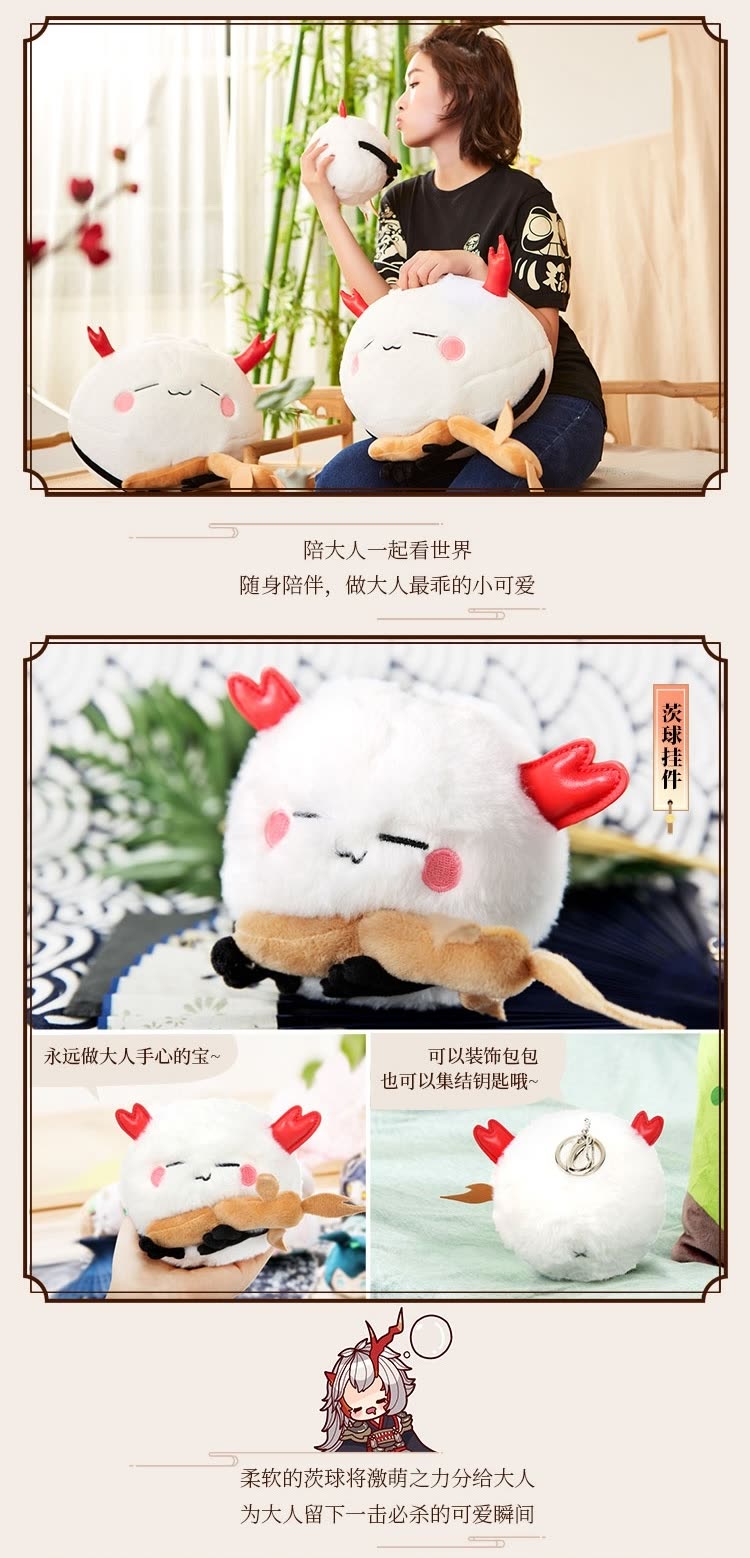 陪大人一起看世界
随身陪伴，做大人最乖的小可爱
茨球挂件
永远做大人手心的宝~
可以装饰包包
也可以集结钥匙哦~
柔软的茨球将激萌之力分给大人
为大人留下一击必杀的可爱瞬间